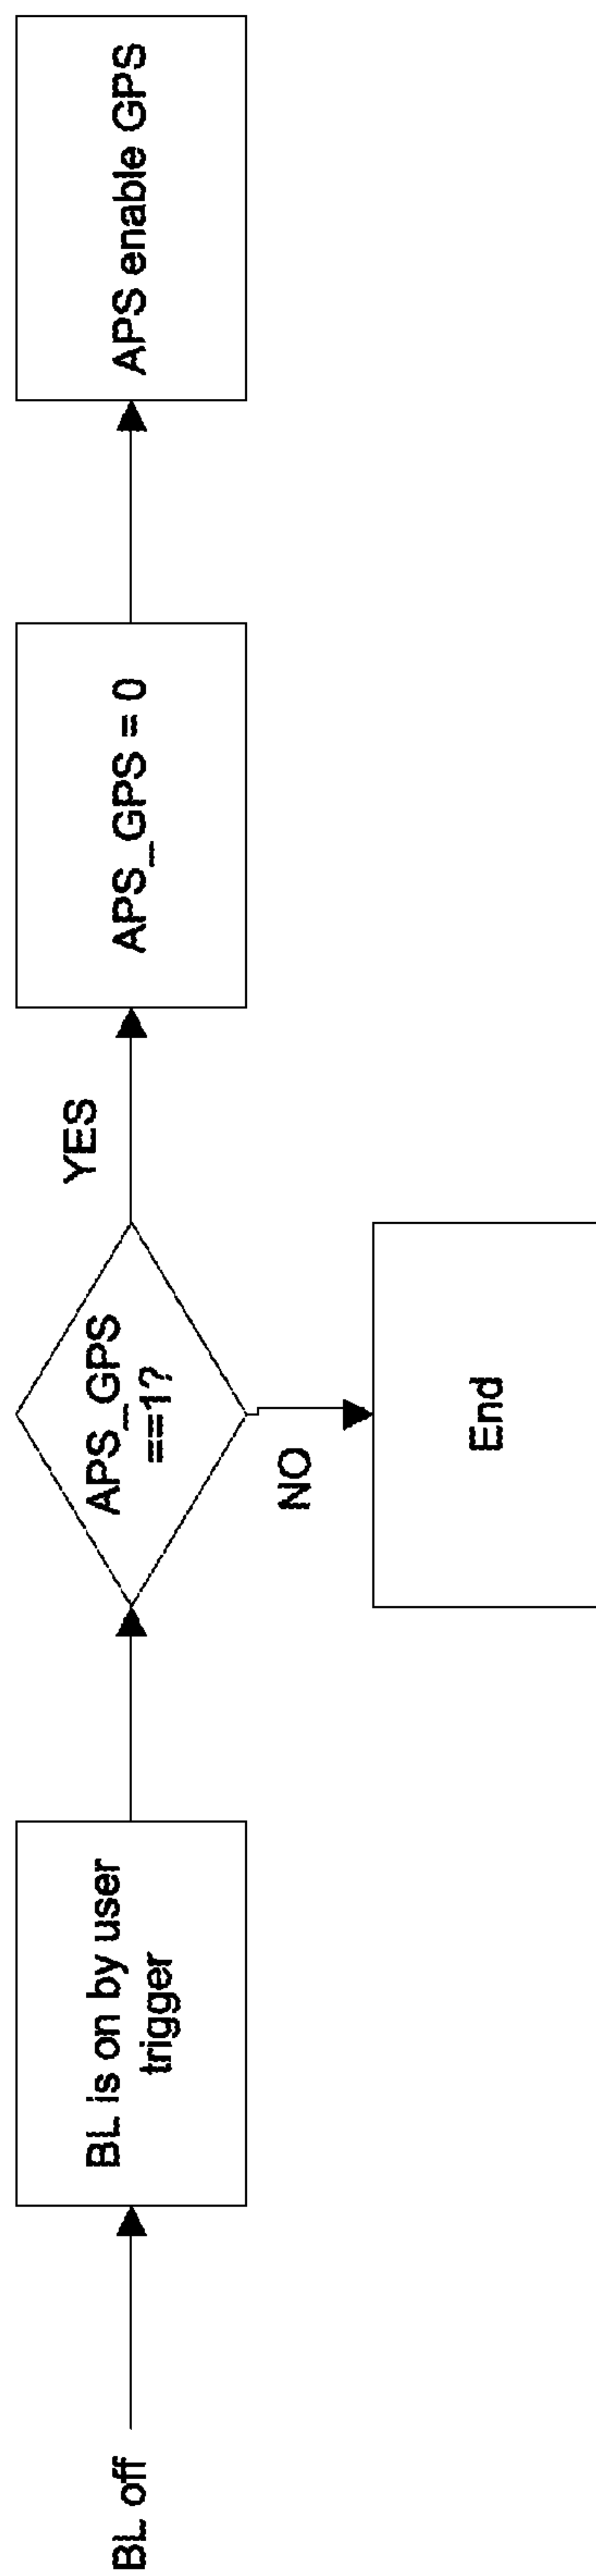 BL off
BL is on by user
trigger
APS_GPS
==1?
YES
NO
APS_GPS = 0
APS enable GPS
End